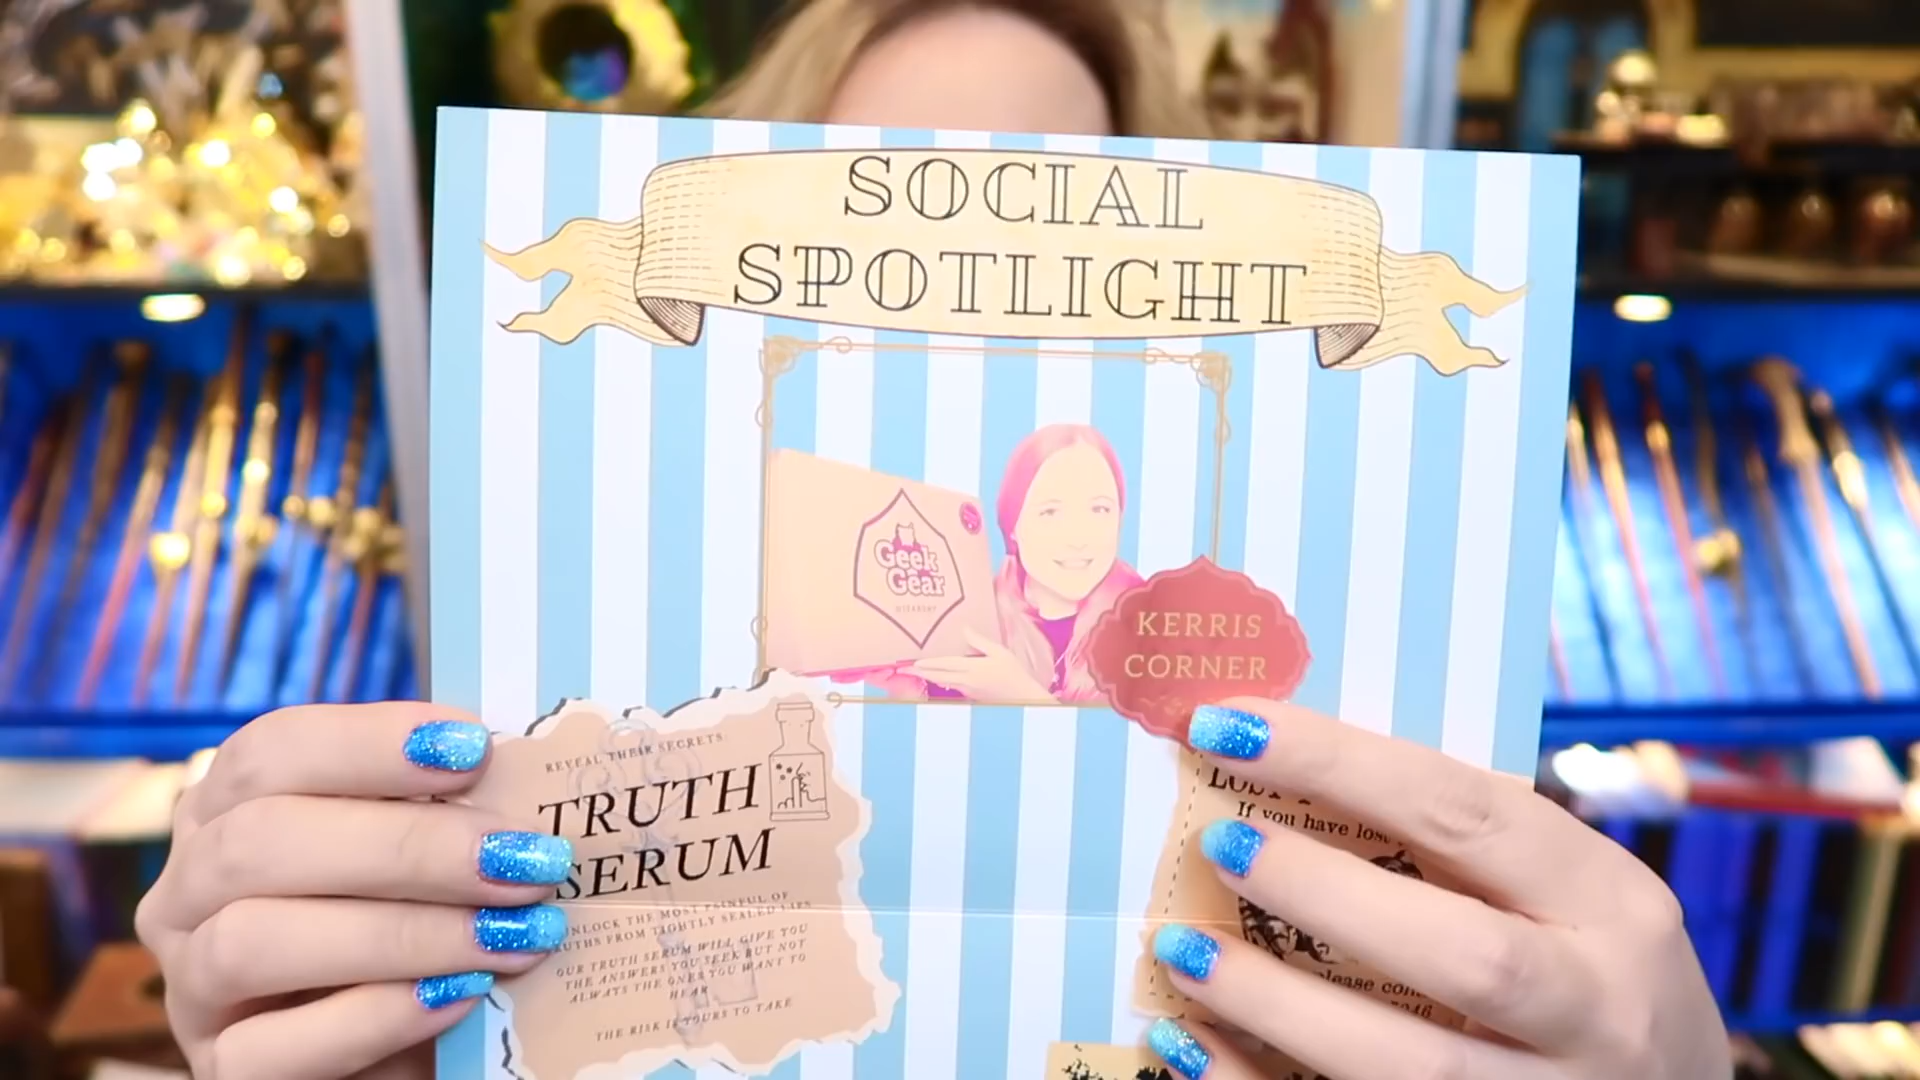 SOCIAL
SPOTLIGHT
Geek
Gear
WIZARDRY
KERRIS
CORNER
REVEAL THEIR SECRETS
TRUTH
SERUM
UNLOCK THE MOST PAINFUL OF
TRUTHS FROM TIGHTLY SEALED LIPS
OUR TRUTH SERUM WILL GIVE YOU
THE ANSWERS YOU SEEK BUT NOT
ALWAYS THE ONES YOU WANT TO
HEAR
THE RISK IS YOURS TO TAKE
If you have lost
please